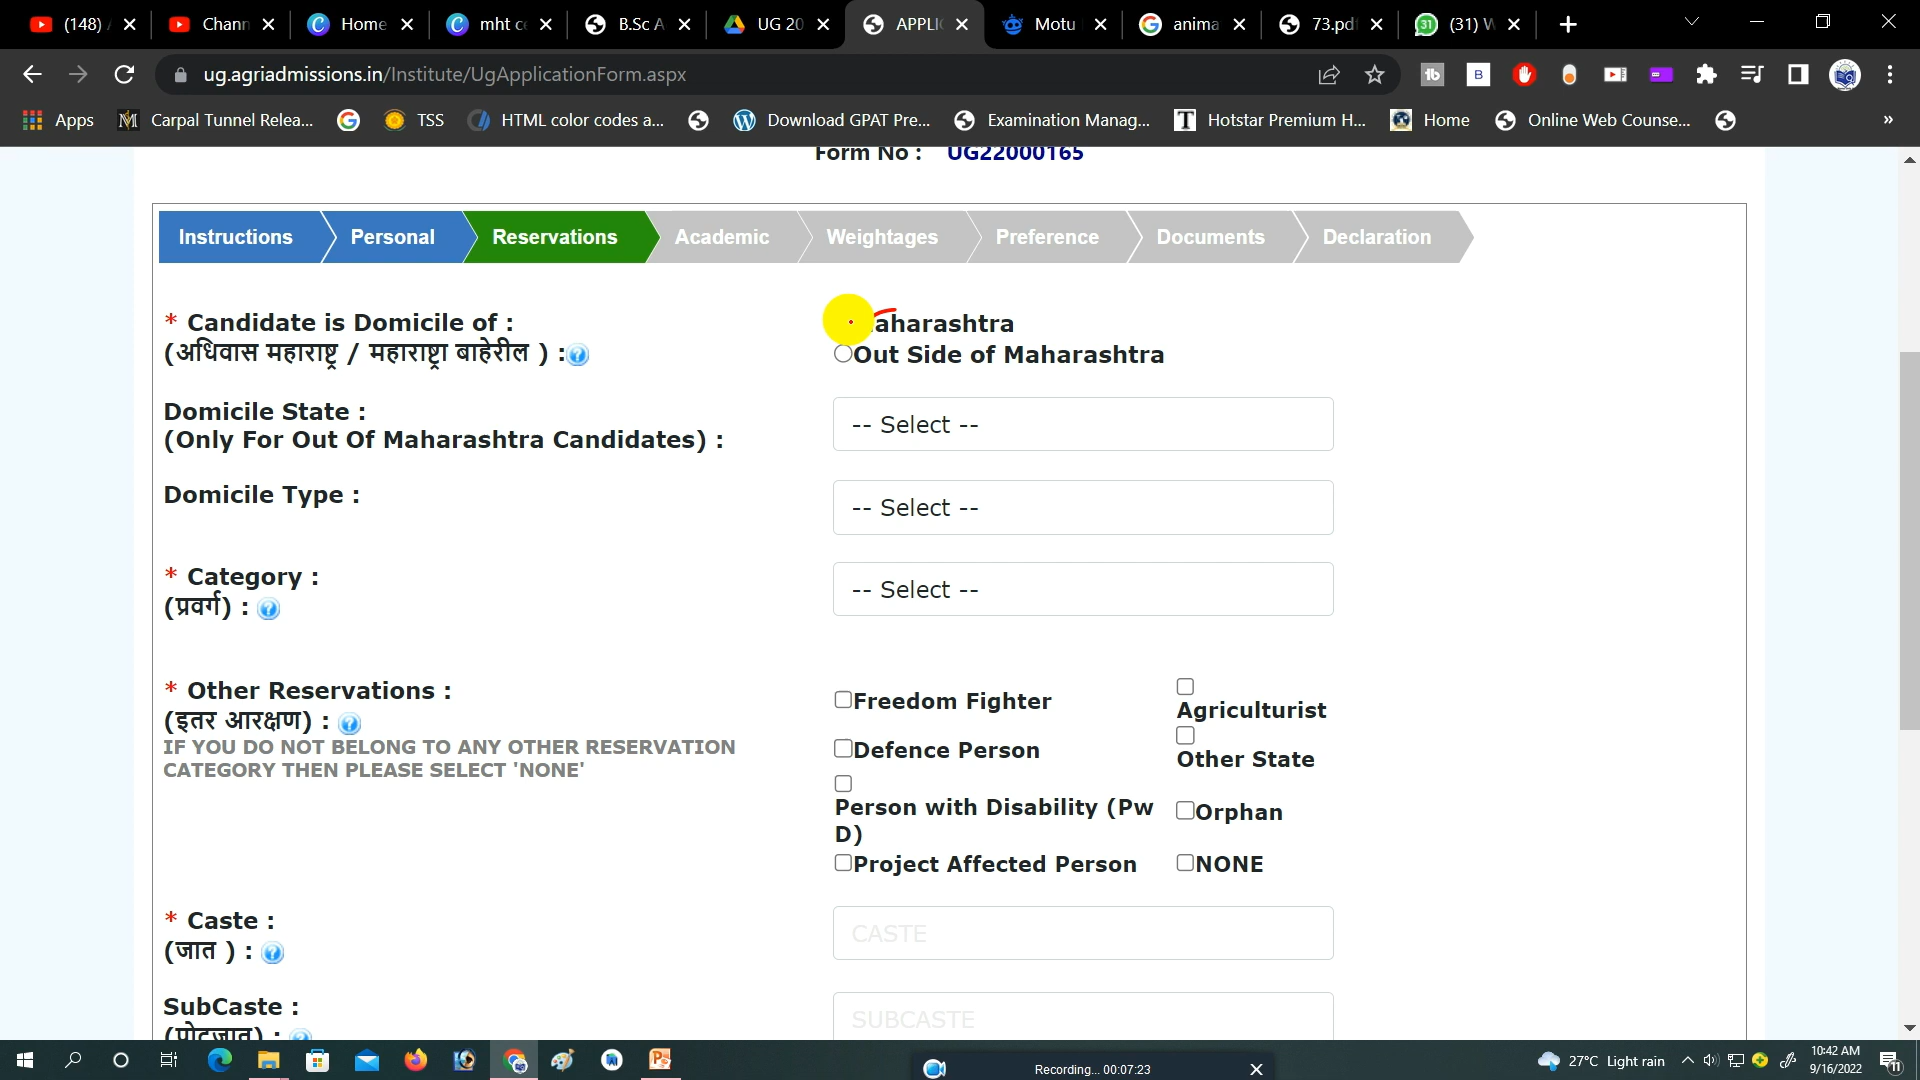 (148)
Chann
Home
mht ce
B.Sc A
UG 20
APPLI
Motu
anima
73.pdf
(31) W
ug.agriadmissions.in/Institute/UgApplicationForm.aspx
Apps
Carpal Tunnel Relea...
TSS
HTML color codes a...
Download GPAT Pre...
Examination Manag...
Hotstar Premium H...
Home
Online Web Counse...
»
Form No : UG22000165
Instructions
Personal
Reservations
Academic
Weightages
Preference
Documents
Declaration
* Candidate is Domicile of :
(अधिवास महाराष्ट्र / महाराष्ट्रा बाहेरील ) :
aharashtra
Out Side of Maharashtra
Domicile State :
(Only For Out Of Maharashtra Candidates) :
-- Select --
Domicile Type :
-- Select --
* Category :
(प्रवर्ग) :
-- Select --
* Other Reservations :
(इतर आरक्षण) :
IF YOU DO NOT BELONG TO ANY OTHER RESERVATION
CATEGORY THEN PLEASE SELECT 'NONE'
Freedom Fighter
Agriculturist
Defence Person
Other State
Person with Disability (Pw
D)
Orphan
Project Affected Person
NONE
* Caste :
(जात ) :
CASTE
SubCaste :
(पोटजात) :
SUBCASTE
Recording... 00:07:23
27°C Light rain
10:42 AM
9/16/2022
11